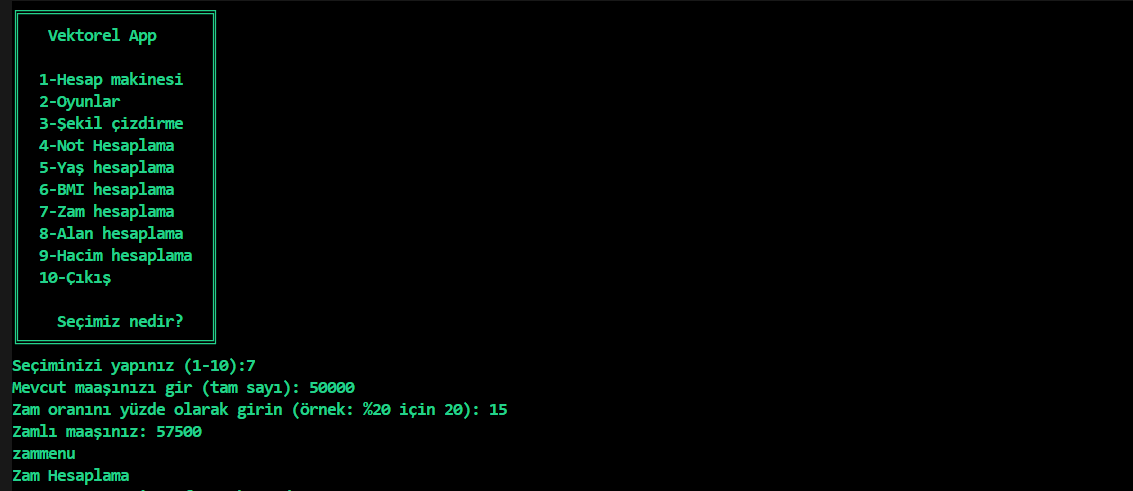 Vektorel App
1-Hesap makinesi
2-Oyunlar
3-Şekil çizdirme
4-Not Hesaplama
5-Yaş hesaplama
6-BMI hesaplama
7-Zam hesaplama
8-Alan hesaplama
9-Hacim hesaplama
10-Çıkış
Seçimiz nedir?
Seçiminizi yapınız (1-10):7
Mevcut maaşınızı gir (tam sayı): 50000
Zam oranını yüzde olarak girin (örnek: %20 için 20): 15
Zamlı maaşınız: 57500
zammenu
Zam Hesaplama